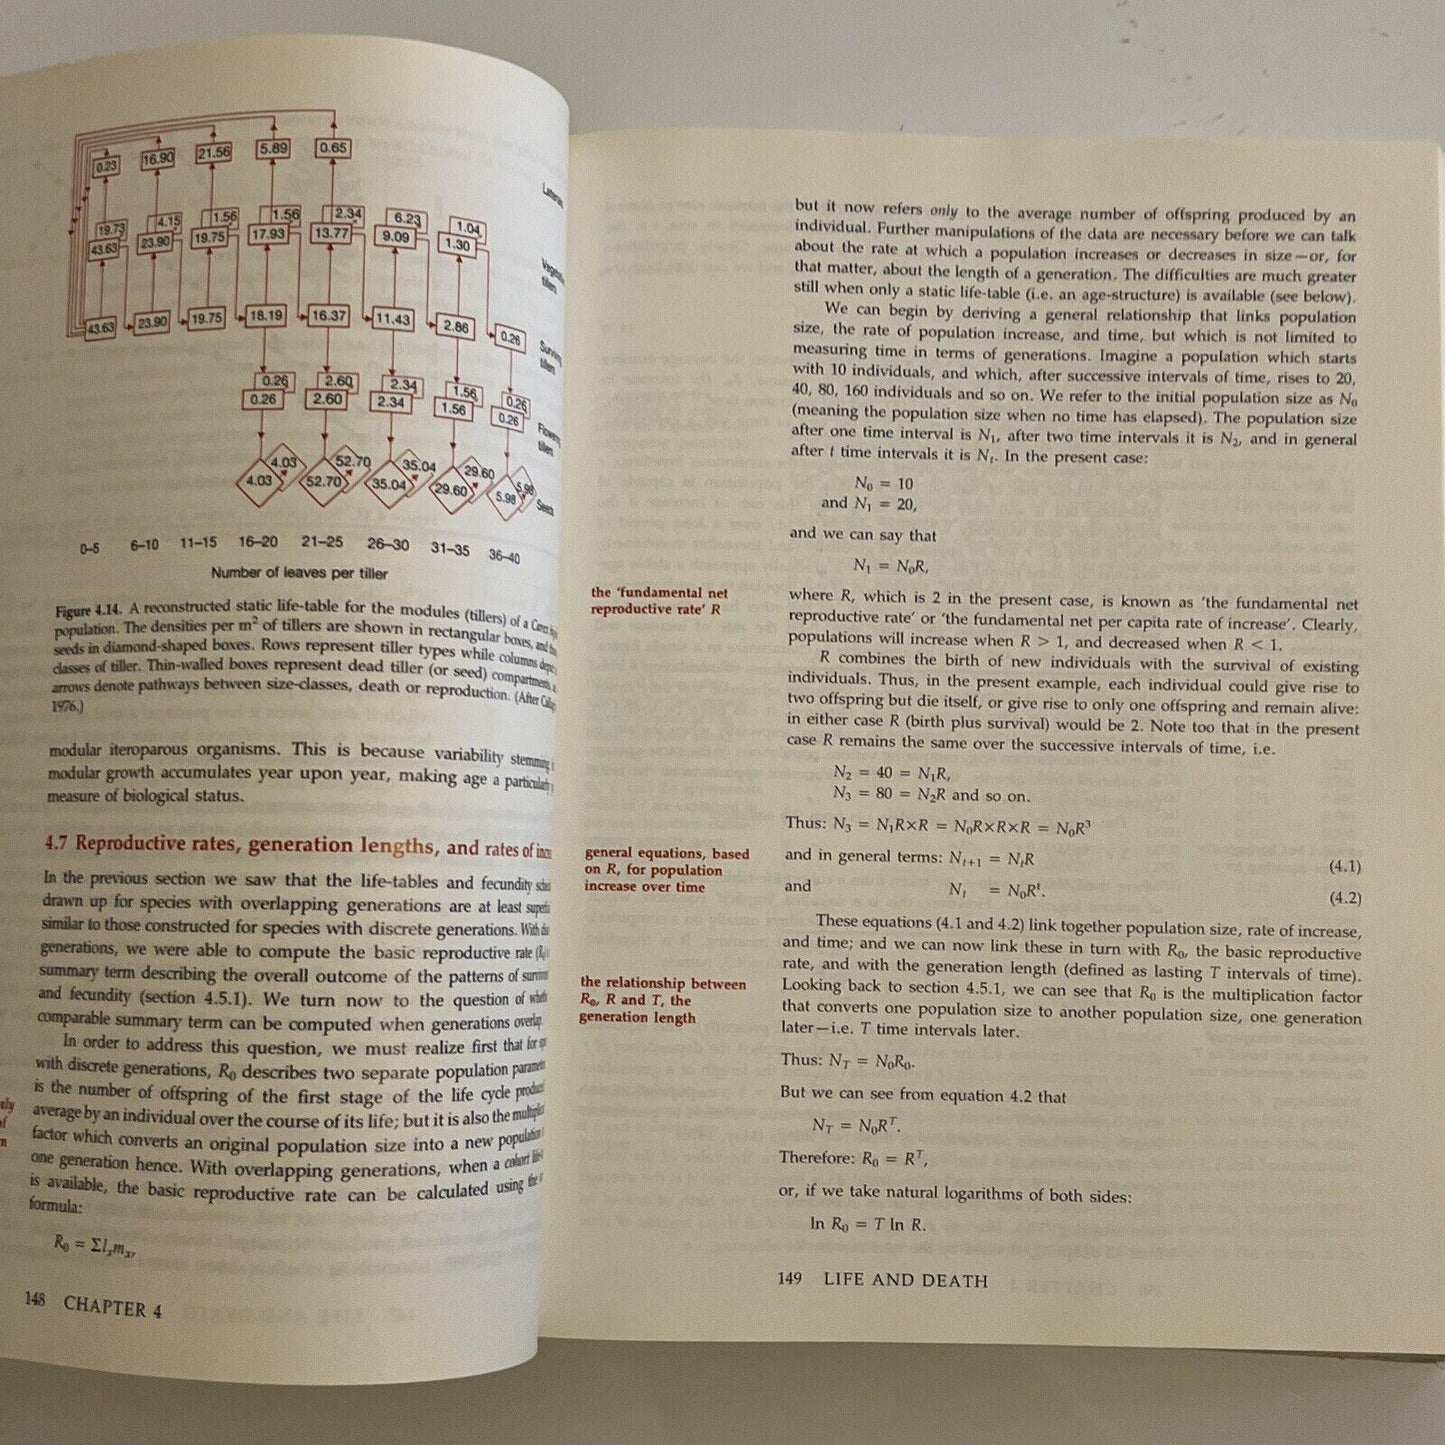 0.23 16.90 21.56 5.89 0.65
Laterals
19.73 4.15 1.56 1.56 2.34 6.23 1.04
43.63 23.90 19.75 17.93 13.77 9.09 1.30
tillers
43.63 23.90 19.75 18.19 16.37 11.43 2.86 0.26
tillers
0.26 2.60 2.34 1.56 0.26
0.26 2.60 2.34 1.56 0.26
tillers
4.03 52.70 35.04 29.60 5.98
4.03 52.70 35.04 29.60 5.98
Seeds
0–5 6–10 11–15 16–20 21–25 26–30 31–35 36–40
Number of leaves per tiller
Figure 4.14. A reconstructed static life-table for the modules (tillers) of a Carex
population. The densities per m² of tillers are shown in rectangular boxes, and
seeds in diamond-shaped boxes. Rows represent tiller types while columns
classes of tiller. Thin-walled boxes represent dead tiller (or seed) compartments,
arrows denote pathways between size-classes, death or reproduction. (After
1976.)
modular iteroparous organisms. This is because variability stemming
modular growth accumulates year upon year, making age a particularly
measure of biological status.
4.7 Reproductive rates, generation lengths, and rates of
In the previous section we saw that the life-tables and fecundity
drawn up for species with overlapping generations are at least
similar to those constructed for species with discrete generations. With
generations, we were able to compute the basic reproductive rate
summary term describing the overall outcome of the patterns of
and fecundity (section 4.5.1). We turn now to the question of
comparable summary term can be computed when generations overlap.
In order to address this question, we must realize first that for
with discrete generations, R₀ describes two separate population
is the number of offspring of the first stage of the life cycle
average by an individual over the course of its life; but it is also the
factor which converts an original population size into a new population
one generation hence. With overlapping generations, when a cohort
is available, the basic reproductive rate can be calculated using the
formula:
R₀ = Σlₓmₓ,
148 CHAPTER 4
but it now refers only to the average number of offspring produced by an
individual. Further manipulations of the data are necessary before we can talk
about the rate at which a population increases or decreases in size—or, for
that matter, about the length of a generation. The difficulties are much greater
still when only a static life-table (i.e. an age-structure) is available (see below).
We can begin by deriving a general relationship that links population
size, the rate of population increase, and time, but which is not limited to
measuring time in terms of generations. Imagine a population which starts
with 10 individuals, and which, after successive intervals of time, rises to 20,
40, 80, 160 individuals and so on. We refer to the initial population size as N₀
(meaning the population size when no time has elapsed). The population size
after one time interval is N₁, after two time intervals it is N₂, and in general
after t time intervals it is Nₜ. In the present case:
N₀ = 10
and N₁ = 20,
and we can say that
N₁ = N₀R,
the 'fundamental net
reproductive rate' R
where R, which is 2 in the present case, is known as 'the fundamental net
reproductive rate' or 'the fundamental net per capita rate of increase'. Clearly,
populations will increase when R > 1, and decreased when R < 1.
R combines the birth of new individuals with the survival of existing
individuals. Thus, in the present example, each individual could give rise to
two offspring but die itself, or give rise to only one offspring and remain alive:
in either case R (birth plus survival) would be 2. Note too that in the present
case R remains the same over the successive intervals of time, i.e.
N₂ = 40 = N₁R,
N₃ = 80 = N₂R and so on.
Thus: N₃ = N₁R×R = N₀R×R×R = N₀R³
general equations, based
on R, for population
increase over time
and in general terms: Nₜ₊₁ = NₜR (4.1)
and Nₜ = N₀Rᵗ. (4.2)
These equations (4.1 and 4.2) link together population size, rate of increase,
and time; and we can now link these in turn with R₀, the basic reproductive
rate, and with the generation length (defined as lasting T intervals of time).
Looking back to section 4.5.1, we can see that R₀ is the multiplication factor
that converts one population size to another population size, one generation
later—i.e. T time intervals later.
the relationship between
R₀, R and T, the
generation length
Thus: N_T = N₀R₀.
But we can see from equation 4.2 that
N_T = N₀Rᵀ.
Therefore: R₀ = Rᵀ,
or, if we take natural logarithms of both sides:
ln R₀ = T ln R.
149 LIFE AND DEATH